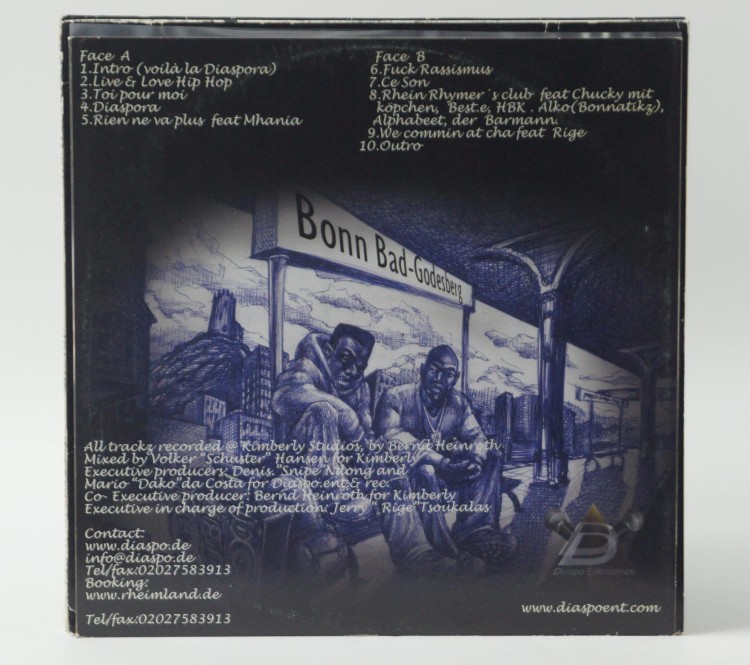 Face A
1.Intro (voilà la Diaspora)
2.Live & Love Hip Hop
3.Toi pour moi
4.Diaspora
5.Rien ne va plus feat Mhania
Face B
6.Fuck Rassismus
7.Ce Son
8.Rhein Rhymer´s club feat Chucky mit
köpchen, Best.e, HBK . Alko(Bonnatikz),
Alphabeet, der Barmann.
9.We commin at cha feat Rige
10.Outro
Bonn Bad-Godesberg
All trackz recorded @ Kimberly Studios, by Bernd Heinroth
Mixed by Volker "Schuster" Hansen for Kimberly
Executive producers: Denis."Snipe"Ndong and
Mario "Dako"da Costa for Diaspo.ent.& rec.
Co- Executive producer: Bernd Heinroth for Kimberly
Executive in charge of production: Jerry" Rige"Tsoukalas
Contact:
www.diaspo.de
info@diaspo.de
Tel/fax:02027583913
Booking:
www.rheimland.de
Tel/fax:02027583913
D
www.diaspoent.com